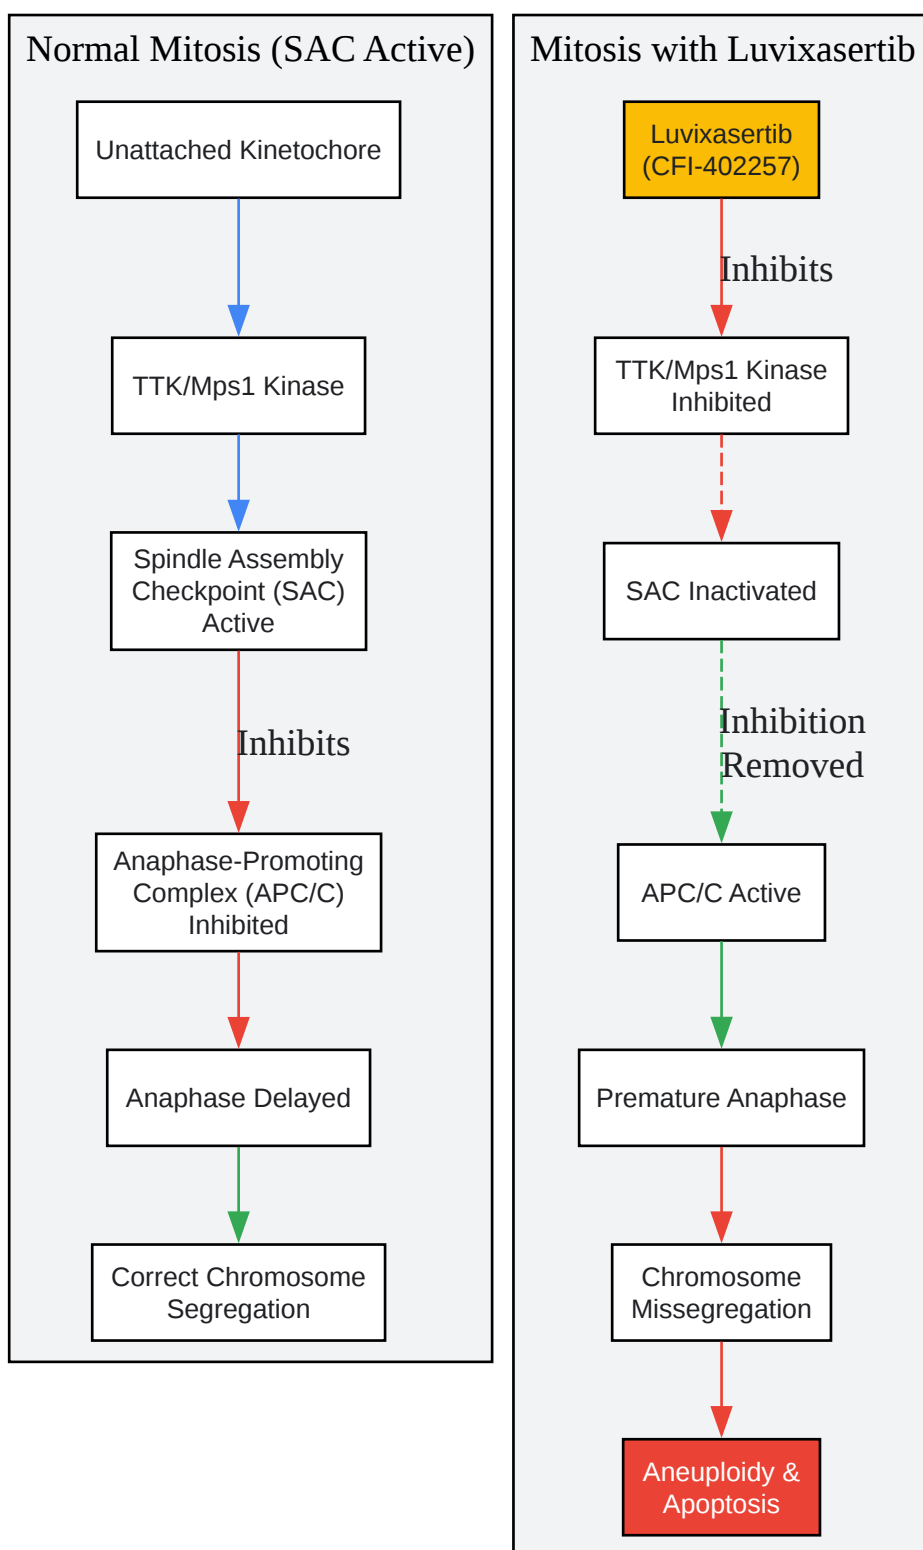 Normal Mitosis (SAC Active)
Unattached Kinetochore
TTK/Mps1 Kinase
Spindle Assembly
Checkpoint (SAC)
Active
Inhibits
Anaphase-Promoting
Complex (APC/C)
Inhibited
Anaphase Delayed
Correct Chromosome
Segregation
Mitosis with Luvixasertib
Luvixasertib
(CFI-402257)
Inhibits
TTK/Mps1 Kinase
Inhibited
SAC Inactivated
Inhibition
Removed
APC/C Active
Premature Anaphase
Chromosome
Missegregation
Aneuploidy &
Apoptosis